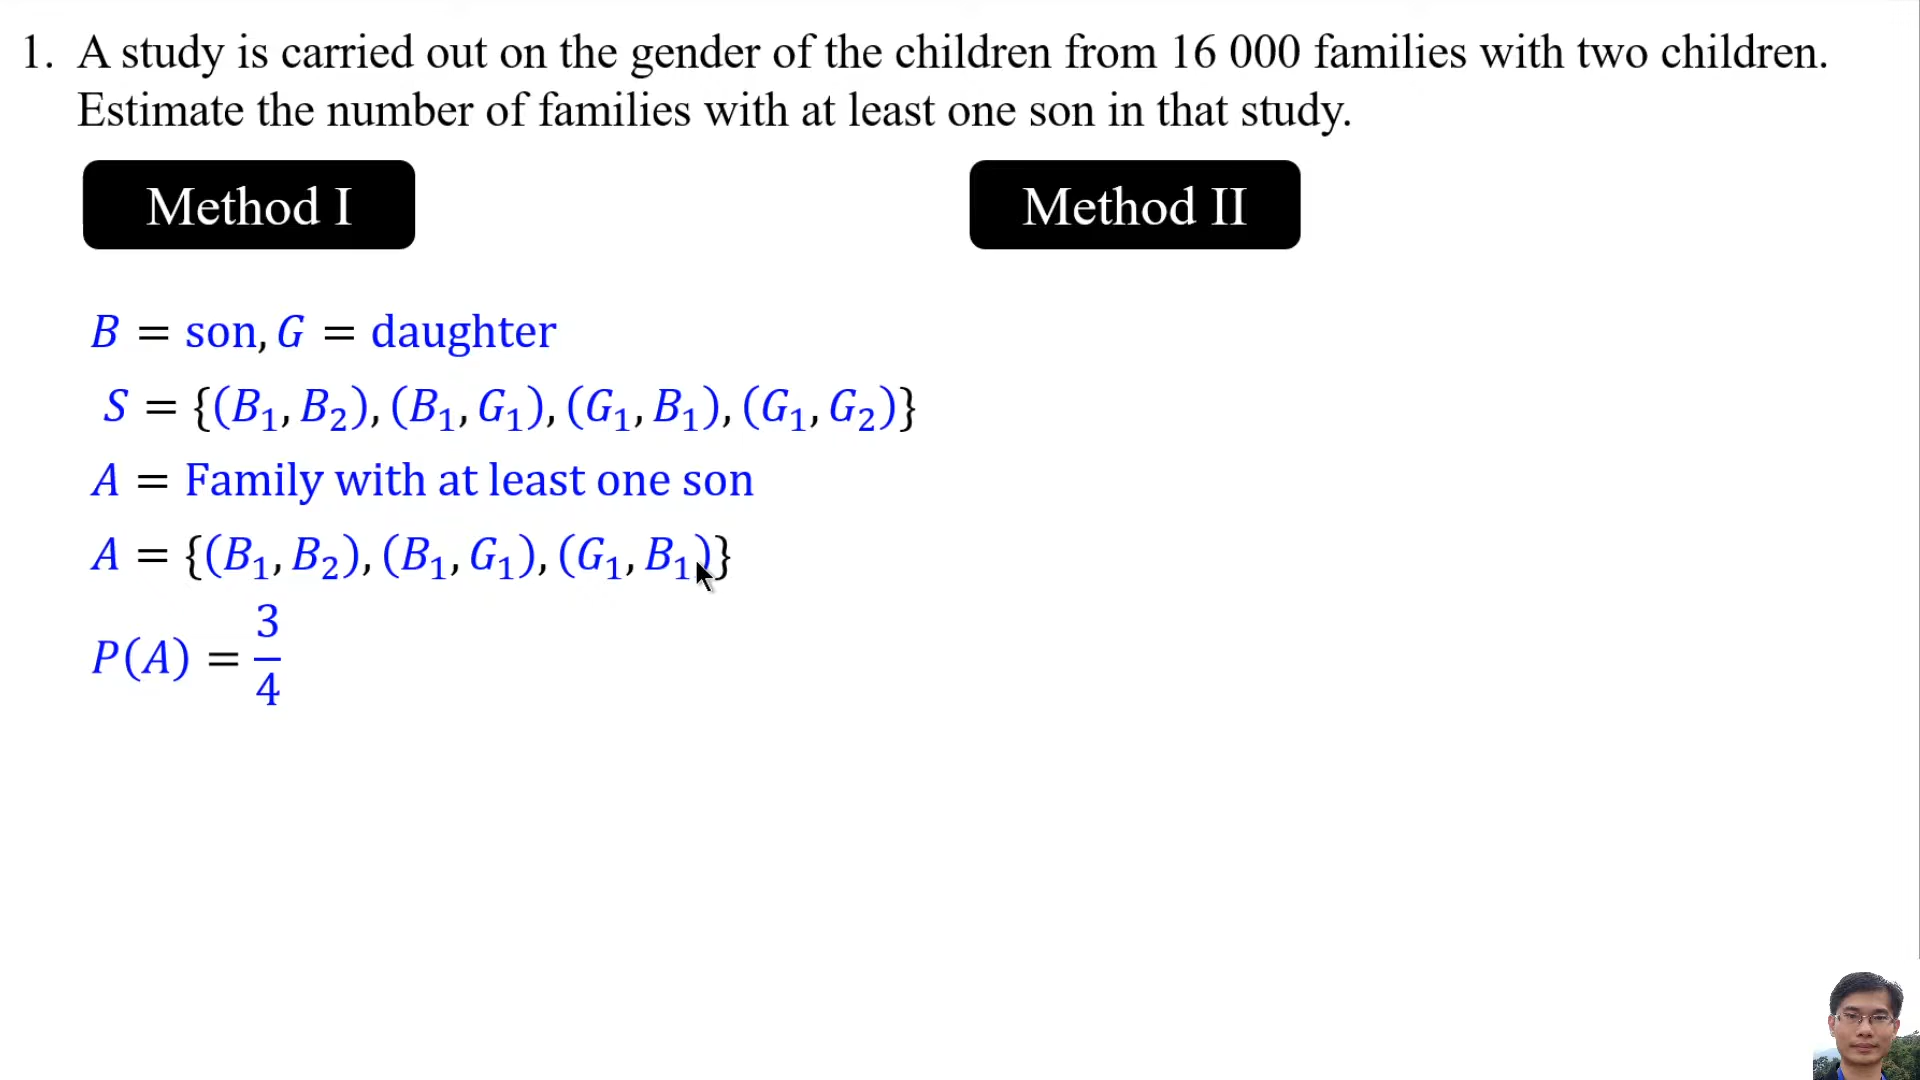 1. A study is carried out on the gender of the children from 16 000 families with two children.
Estimate the number of families with at least one son in that study.
Method I
Method II
B = son, G = daughter
S = {(B₁, B₂), (B₁, G₁), (G₁, B₁), (G₁, G₂)}
A = Family with at least one son
A = {(B₁, B₂), (B₁, G₁), (G₁, B₁)}
P(A) = 3/4